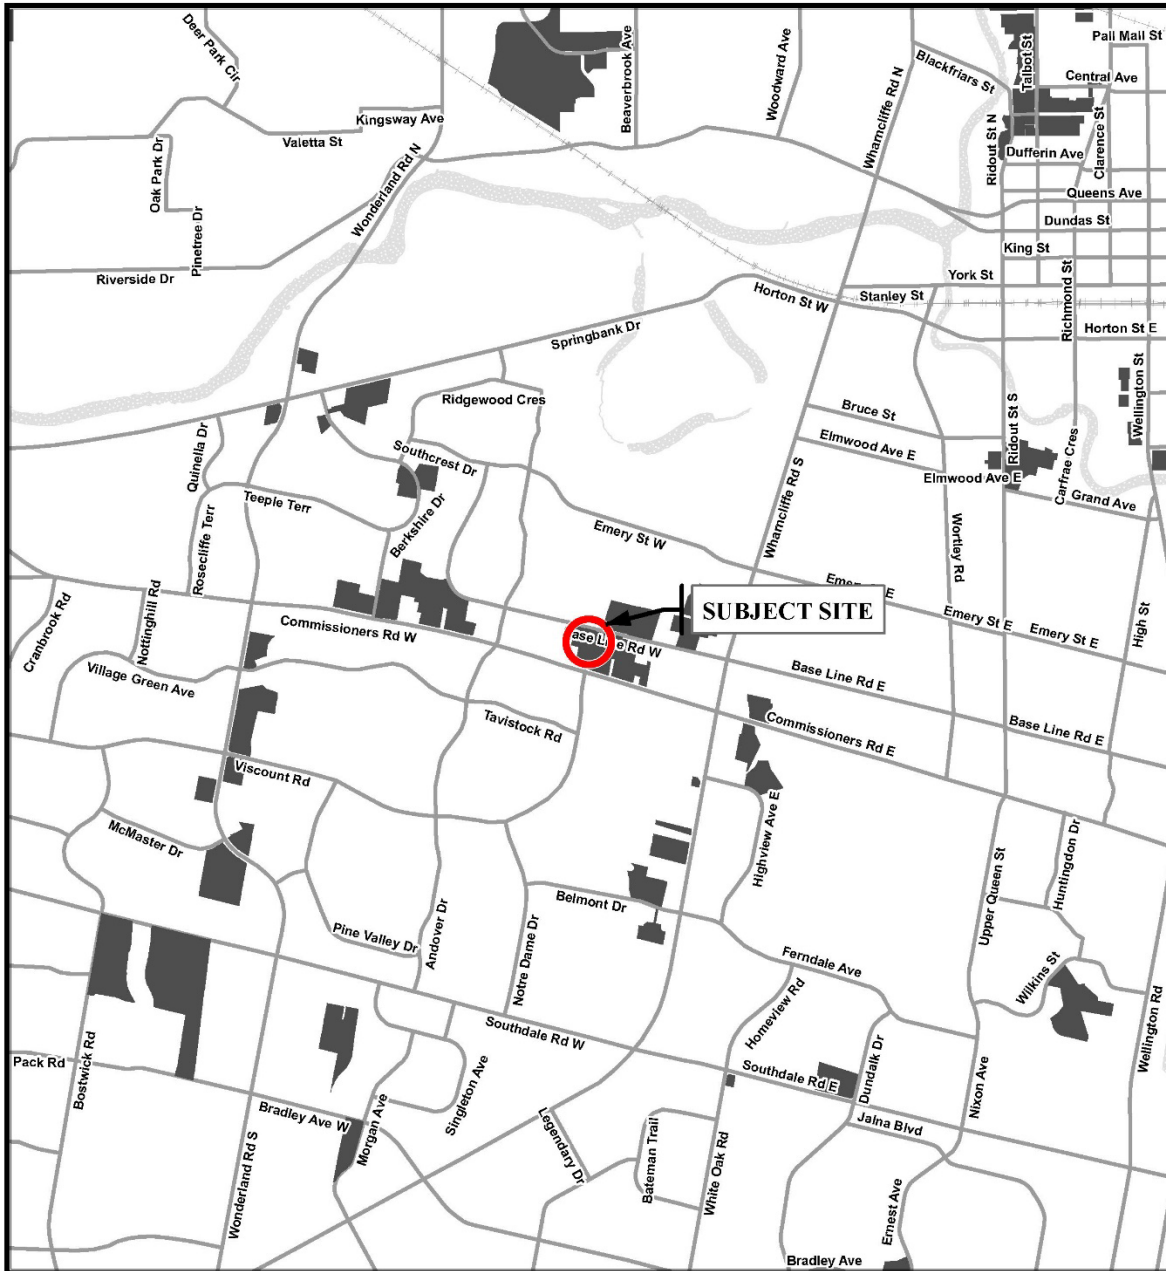 Deer Park Cir
Beaverbrook Ave
Woodward Ave
Talbot St
Pall Mall St
Blackfriars St
Central Ave
Kingsway Ave
Valetta St
Wharncliffe Rd N
Clarence St
Ridout St N
Dufferin Ave
Oak Park Dr
Wonderland Rd N
Queens Ave
Dundas St
Pinetree Dr
King St
Riverside Dr
York St
Horton St W
Stanley St
Richmond St
Springbank Dr
Horton St E
Ridgewood Cres
Bruce St
Wellington St
Quinella Dr
Southcrest Dr
Elmwood Ave E
Ridout St S
Carfrae Cres
Elmwood Ave E
Grand Ave
Teeple Terr
Wharncliffe Rd S
Berkshire Dr
Emery St W
Rosecliffe Terr
Wortley Rd
SUBJECT SITE
Nottinghill Rd
Cranbrook Rd
Commissioners Rd W
ase Line Rd W
Emery St E
Emery St E
High St
Village Green Ave
Base Line Rd E
Tavistock Rd
Commissioners Rd E
Base Line Rd E
Viscount Rd
McMaster Dr
Highview Ave E
Huntingdon Dr
Upper Queen St
Belmont Dr
Pine Valley Dr
Andover Dr
Notre Dame Dr
Ferndale Ave
Wilkins St
Homeview Rd
Wellington Rd
Southdale Rd W
Pack Rd
Bostwick Rd
Singleton Ave
Southdale Rd E
Dundalk Dr
Nixon Ave
Bradley Ave W
Morgan Ave
Legendary Dr
Jalna Blvd
Wonderland Rd S
Bateman Trail
White Oak Rd
Ernest Ave
Bradley Ave